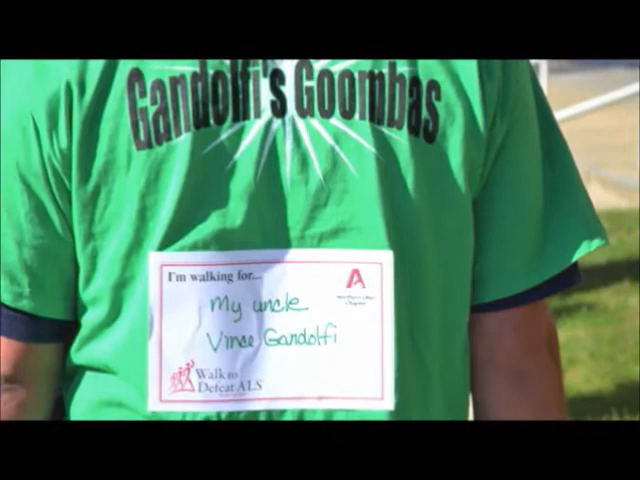 Gandolfi's Goombas
I'm walking for...
My uncle
Vince Gandolfi
Walk to
Defeat ALS